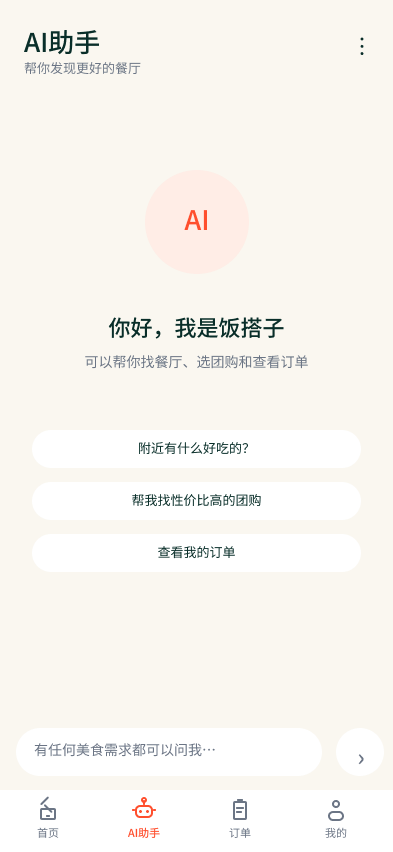 AI助手
帮你发现更好的餐厅
AI
你好，我是饭搭子
可以帮你找餐厅、选团购和查看订单
附近有什么好吃的？
帮我找性价比高的团购
查看我的订单
有任何美食需求都可以问我…
首页
AI助手
订单
我的